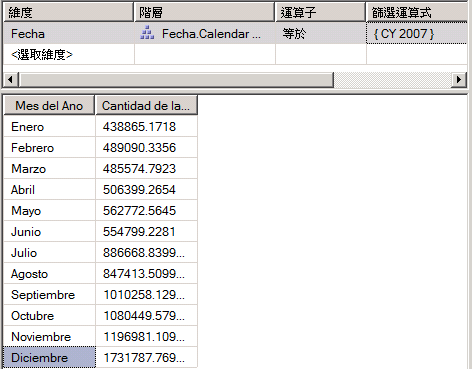 維度 階層 運算子 篩選運算式
Fecha Fecha.Calendar ... 等於 { CY 2007 }
<選取維度>
Mes del Ano Cantidad de la...
Enero 438865.1718
Febrero 489090.3356
Marzo 485574.7923
Abril 506399.2654
Mayo 562772.5645
Junio 554799.2281
Julio 886668.8399...
Agosto 847413.5099...
Septiembre 1010258.129...
Octubre 1080449.579...
Noviembre 1196981.109...
Diciembre 1731787.769...